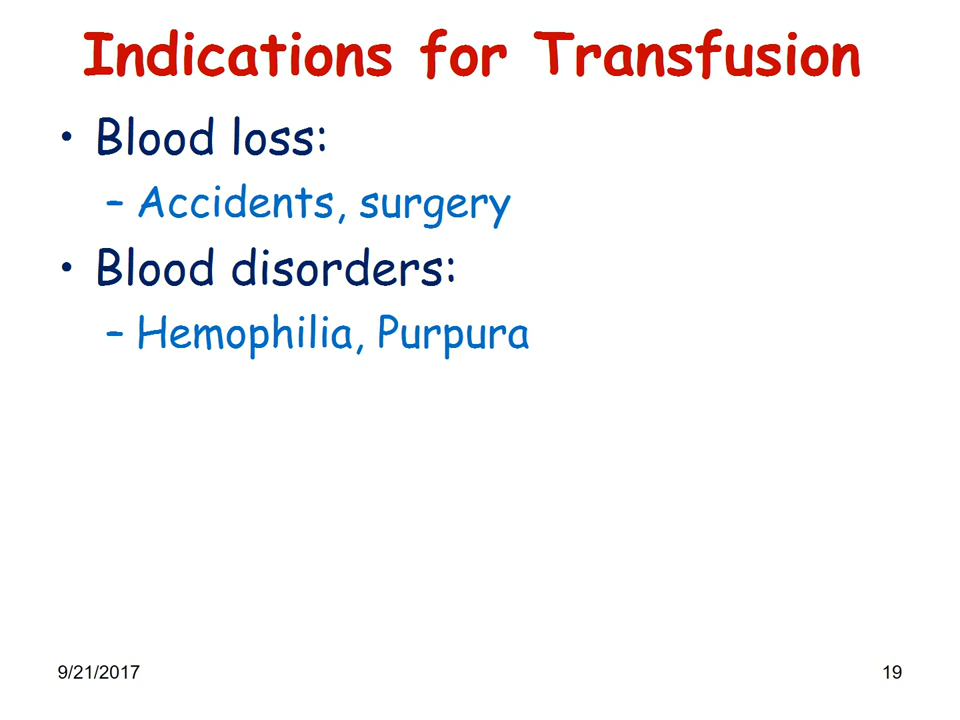 Indications for Transfusion
• Blood loss:
– Accidents, surgery
• Blood disorders:
– Hemophilia, Purpura
9/21/2017
19